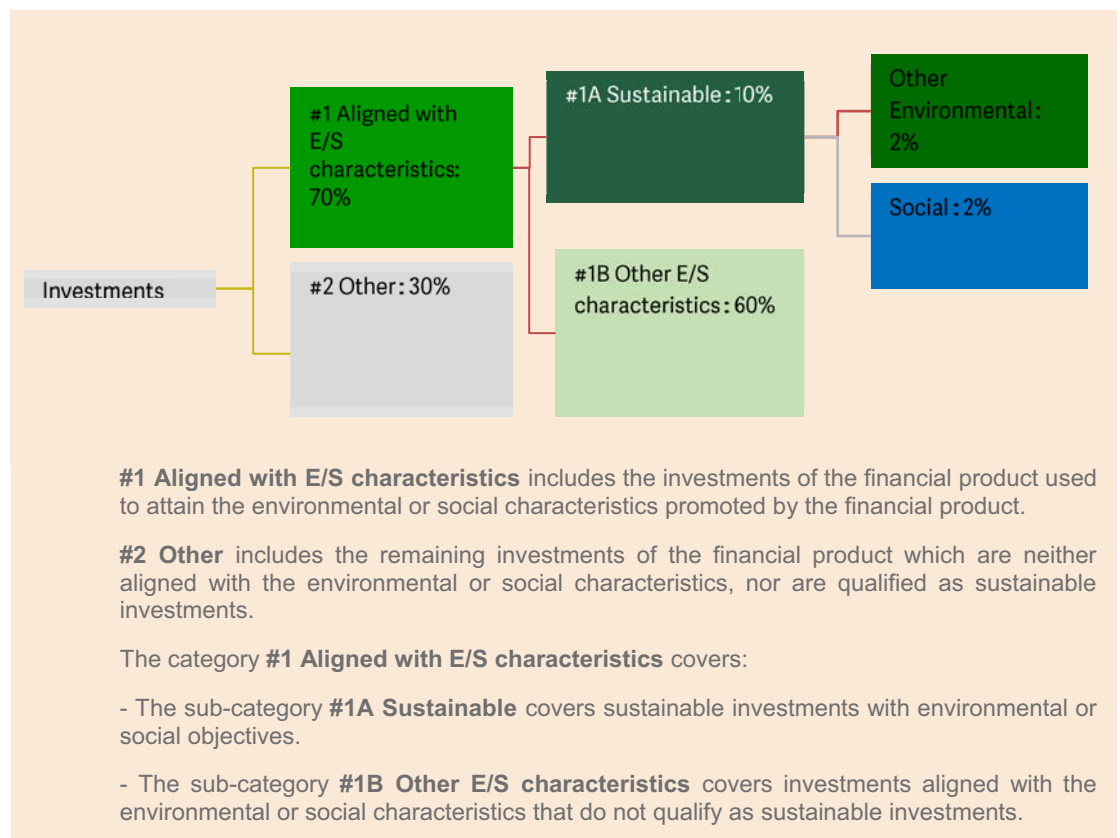 Investments
#1 Aligned with
E/S
characteristics:
70%
#2 Other: 30%
#1A Sustainable: 10%
#1B Other E/S
characteristics: 60%
Other
Environmental:
2%
Social: 2%
#1 Aligned with E/S characteristics includes the investments of the financial product used
to attain the environmental or social characteristics promoted by the financial product.
#2 Other includes the remaining investments of the financial product which are neither
aligned with the environmental or social characteristics, nor are qualified as sustainable
investments.
The category #1 Aligned with E/S characteristics covers:
- The sub-category #1A Sustainable covers sustainable investments with environmental or
social objectives.
- The sub-category #1B Other E/S characteristics covers investments aligned with the
environmental or social characteristics that do not qualify as sustainable investments.